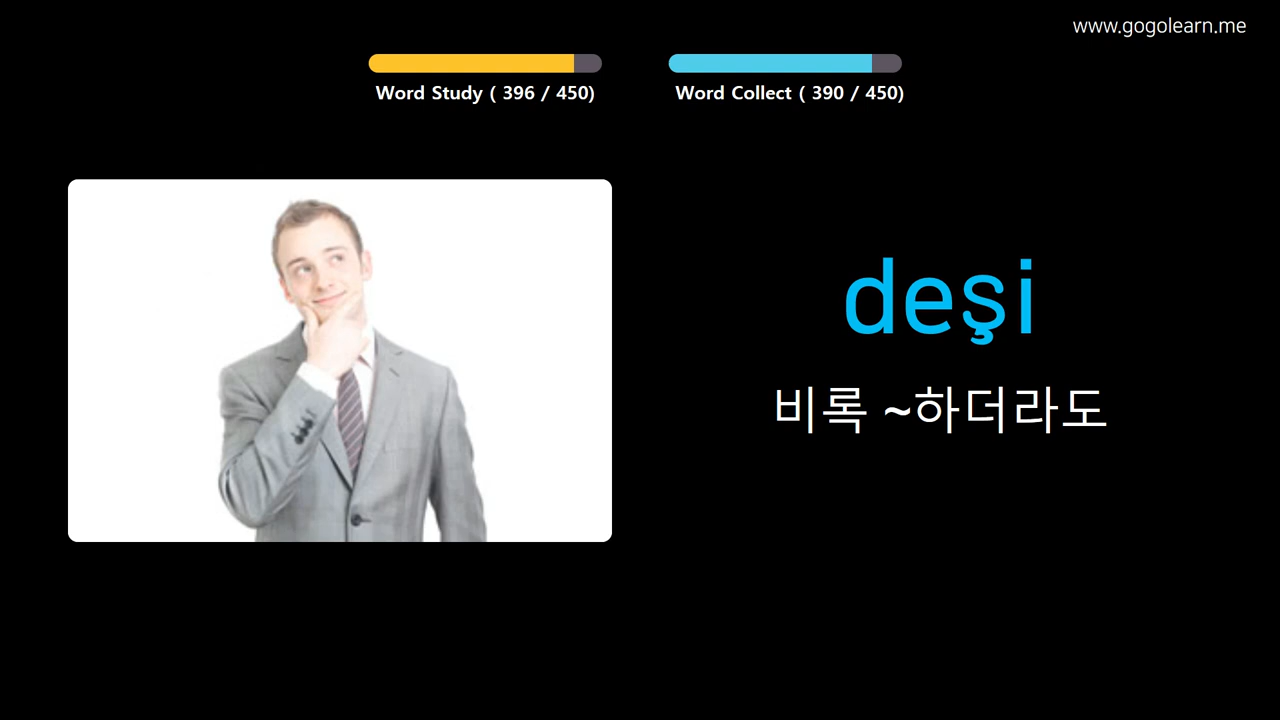 www.gogolearn.me
Word Study ( 396 / 450)
Word Collect ( 390 / 450)
deşi
비록 ~하더라도